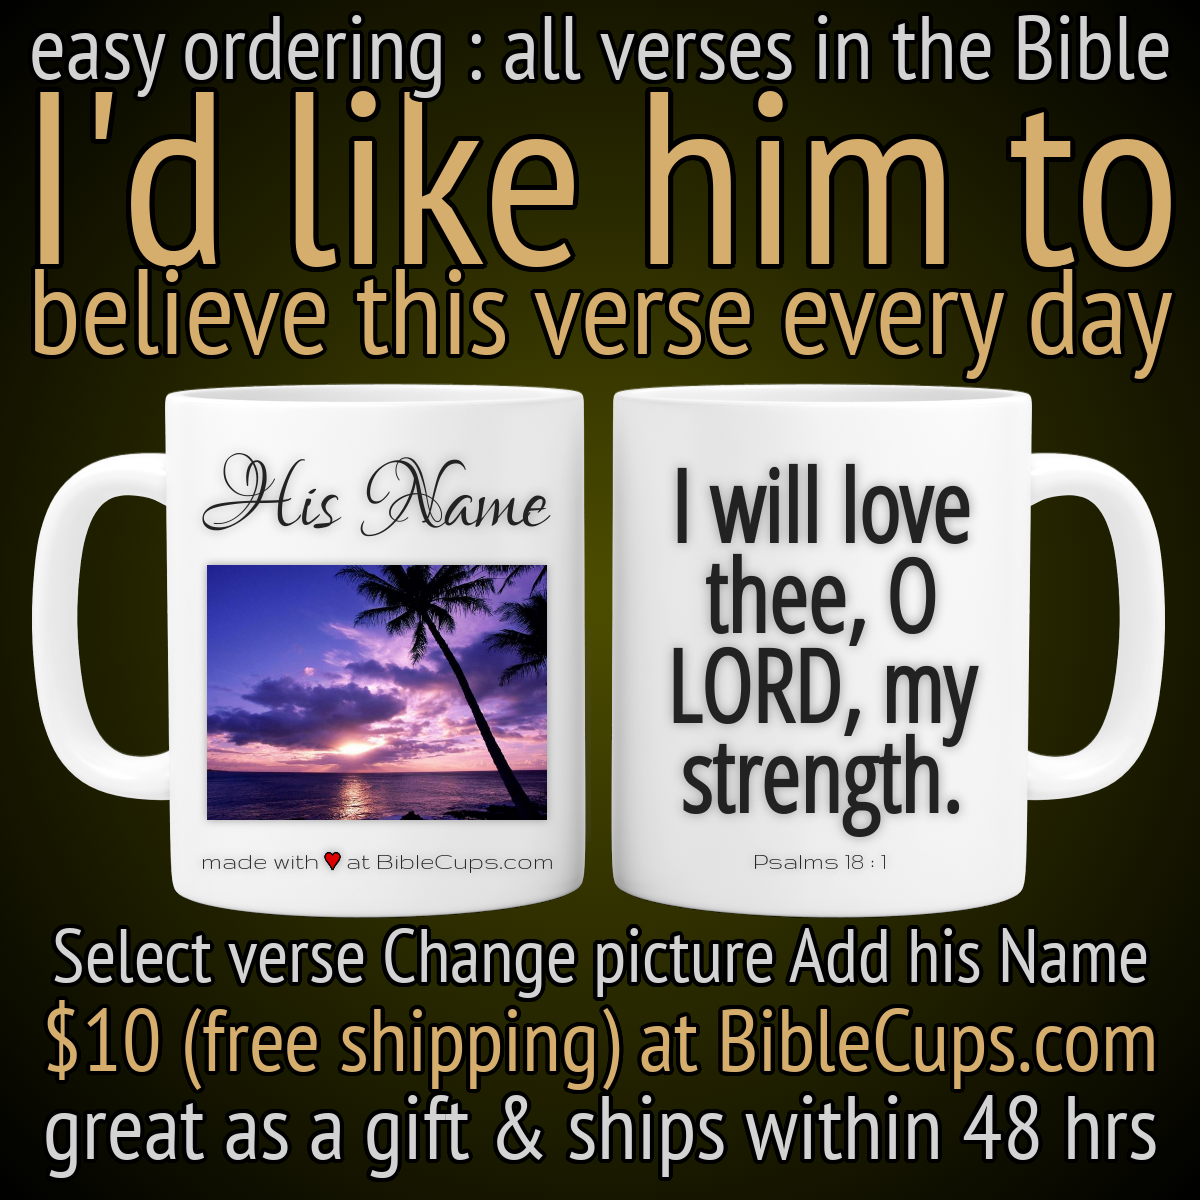 easy ordering : all verses in the Bible
I'd like him to
believe this verse every day
His Name
made with ❤ at BibleCups.com
I will love
thee, O
LORD, my
strength.
Psalms 18 : 1
Select verse Change picture Add his Name
$10 (free shipping) at BibleCups.com
great as a gift & ships within 48 hrs